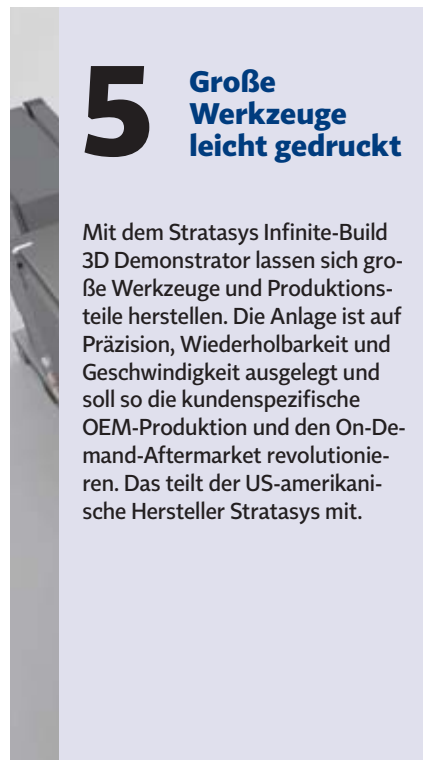 5
Große
Werkzeuge
leicht gedruckt
Mit dem Stratasys Infinite-Build
3D Demonstrator lassen sich gro-
ße Werkzeuge und Produktions-
teile herstellen. Die Anlage ist auf
Präzision, Wiederholbarkeit und
Geschwindigkeit ausgelegt und
soll so die kundenspezifische
OEM-Produktion und den On-De-
mand-Aftermarket revolutionie-
ren. Das teilt der US-amerikani-
sche Hersteller Stratasys mit.